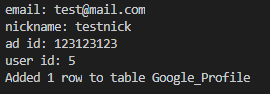 email: test@mail.com
nickname: testnick
ad id: 123123123
user id: 5
Added 1 row to table Google_Profile